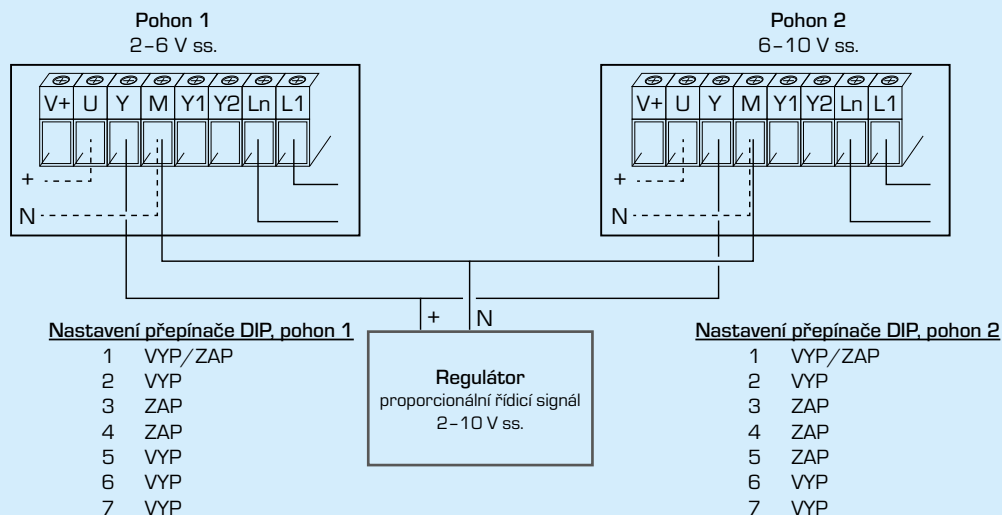 Pohon 1
2–6 V ss.
V+ U Y M Y1 Y2 Ln L1
+
N
Pohon 2
6–10 V ss.
V+ U Y M Y1 Y2 Ln L1
+
N
+ N
Regulátor
proporcionální řídicí signál
2–10 V ss.
Nastavení přepínače DIP, pohon 1
1 VYP/ZAP
2 VYP
3 ZAP
4 ZAP
5 VYP
6 VYP
7 VYP
Nastavení přepínače DIP, pohon 2
1 VYP/ZAP
2 VYP
3 ZAP
4 ZAP
5 ZAP
6 VYP
7 VYP